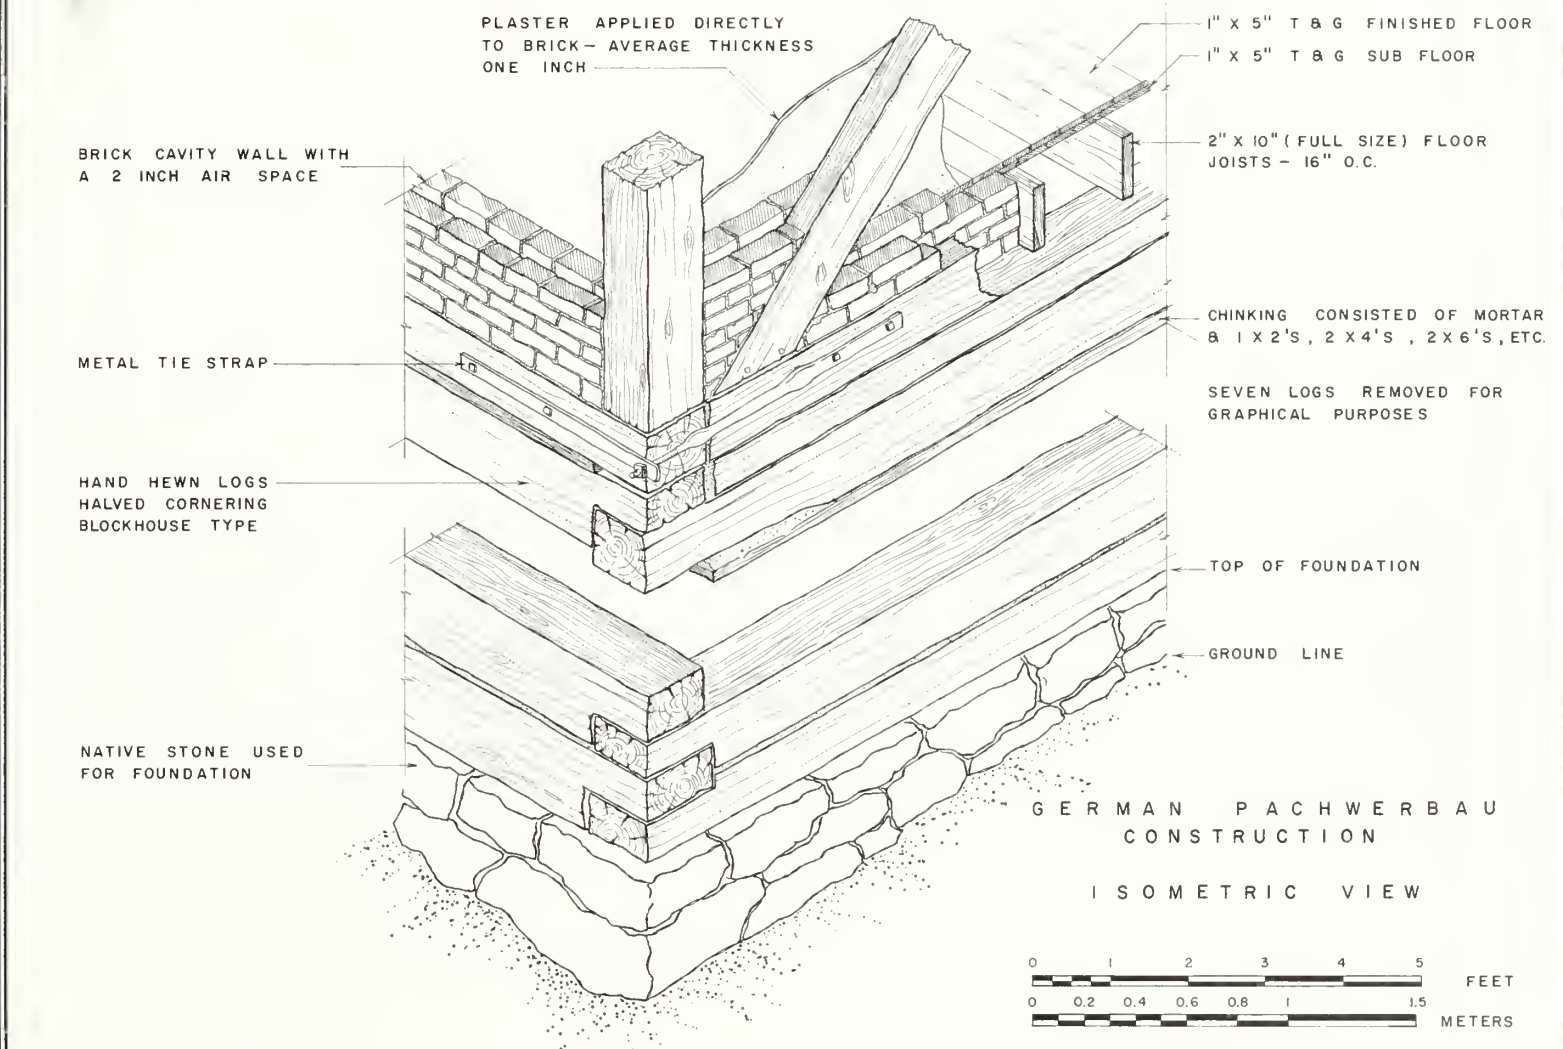 PLASTER APPLIED DIRECTLY
TO BRICK - AVERAGE THICKNESS
ONE INCH
1" X 5" T & G FINISHED FLOOR
1" X 5" T & G SUB FLOOR
2" X 10" (FULL SIZE) FLOOR
JOISTS - 16" O.C.
BRICK CAVITY WALL WITH
A 2 INCH AIR SPACE
CHINKING CONSISTED OF MORTAR
& 1 X 2'S, 2 X 4'S, 2 X 6'S, ETC.
METAL TIE STRAP
SEVEN LOGS REMOVED FOR
GRAPHICAL PURPOSES
HAND HEWN LOGS
HALVED CORNERING
BLOCKHOUSE TYPE
TOP OF FOUNDATION
GROUND LINE
NATIVE STONE USED
FOR FOUNDATION
GERMAN PACHWERBAU
CONSTRUCTION
ISOMETRIC VIEW
0 1 2 3 4 5
FEET
0 0.2 0.4 0.6 0.8 1 1.5
METERS